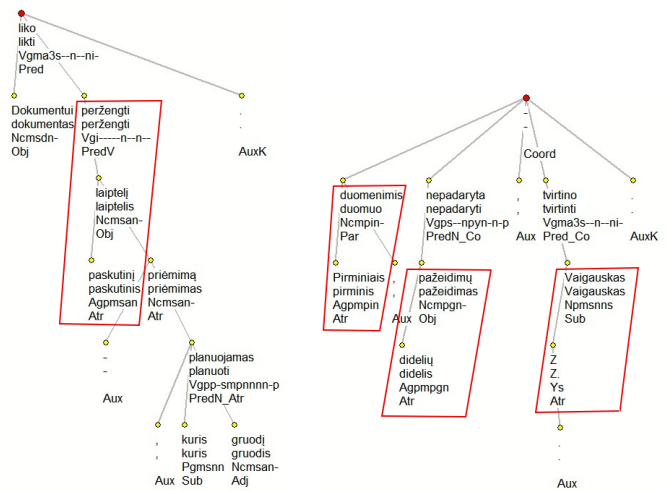 liko
likti
Vgma3s--n--ni-
Pred
Dokumentui
dokumentas
Ncmsdn-
Obj
peržengti
peržengti
Vgi-----n--n--
PredV
.
.
AuxK
laiptelį
laiptelis
Ncmsan-
Obj
paskutinį
paskutinis
Agpmsan
Atr
priėmimą
priėmimas
Ncmsan-
Atr
-
-
Aux
planuojamas
planuoti
Vgpp-smpnnnn-p
PredN_Atr
,
,
Aux
kuris
kuris
Pgmsnn
Sub
gruodį
gruodis
Ncmsan-
Adj
-
-
Coord
duomenimis
duomuo
Ncmpin-
Par
nepadaryta
nepadaryti
Vgps--npyn-n-p
PredN_Co
,
,
Aux
tvirtino
tvirtinti
Vgma3s--n--ni-
Pred_Co
.
.
AuxK
Pirminiais
pirminis
Agpmpin
Atr
,
,
Aux
pažeidimų
pažeidimas
Ncmpgn-
Obj
Vaigauskas
Vaigauskas
Npmsnns
Sub
didelių
didelis
Agpmpgn
Atr
Z
Z.
Ys
Atr
.
.
Aux